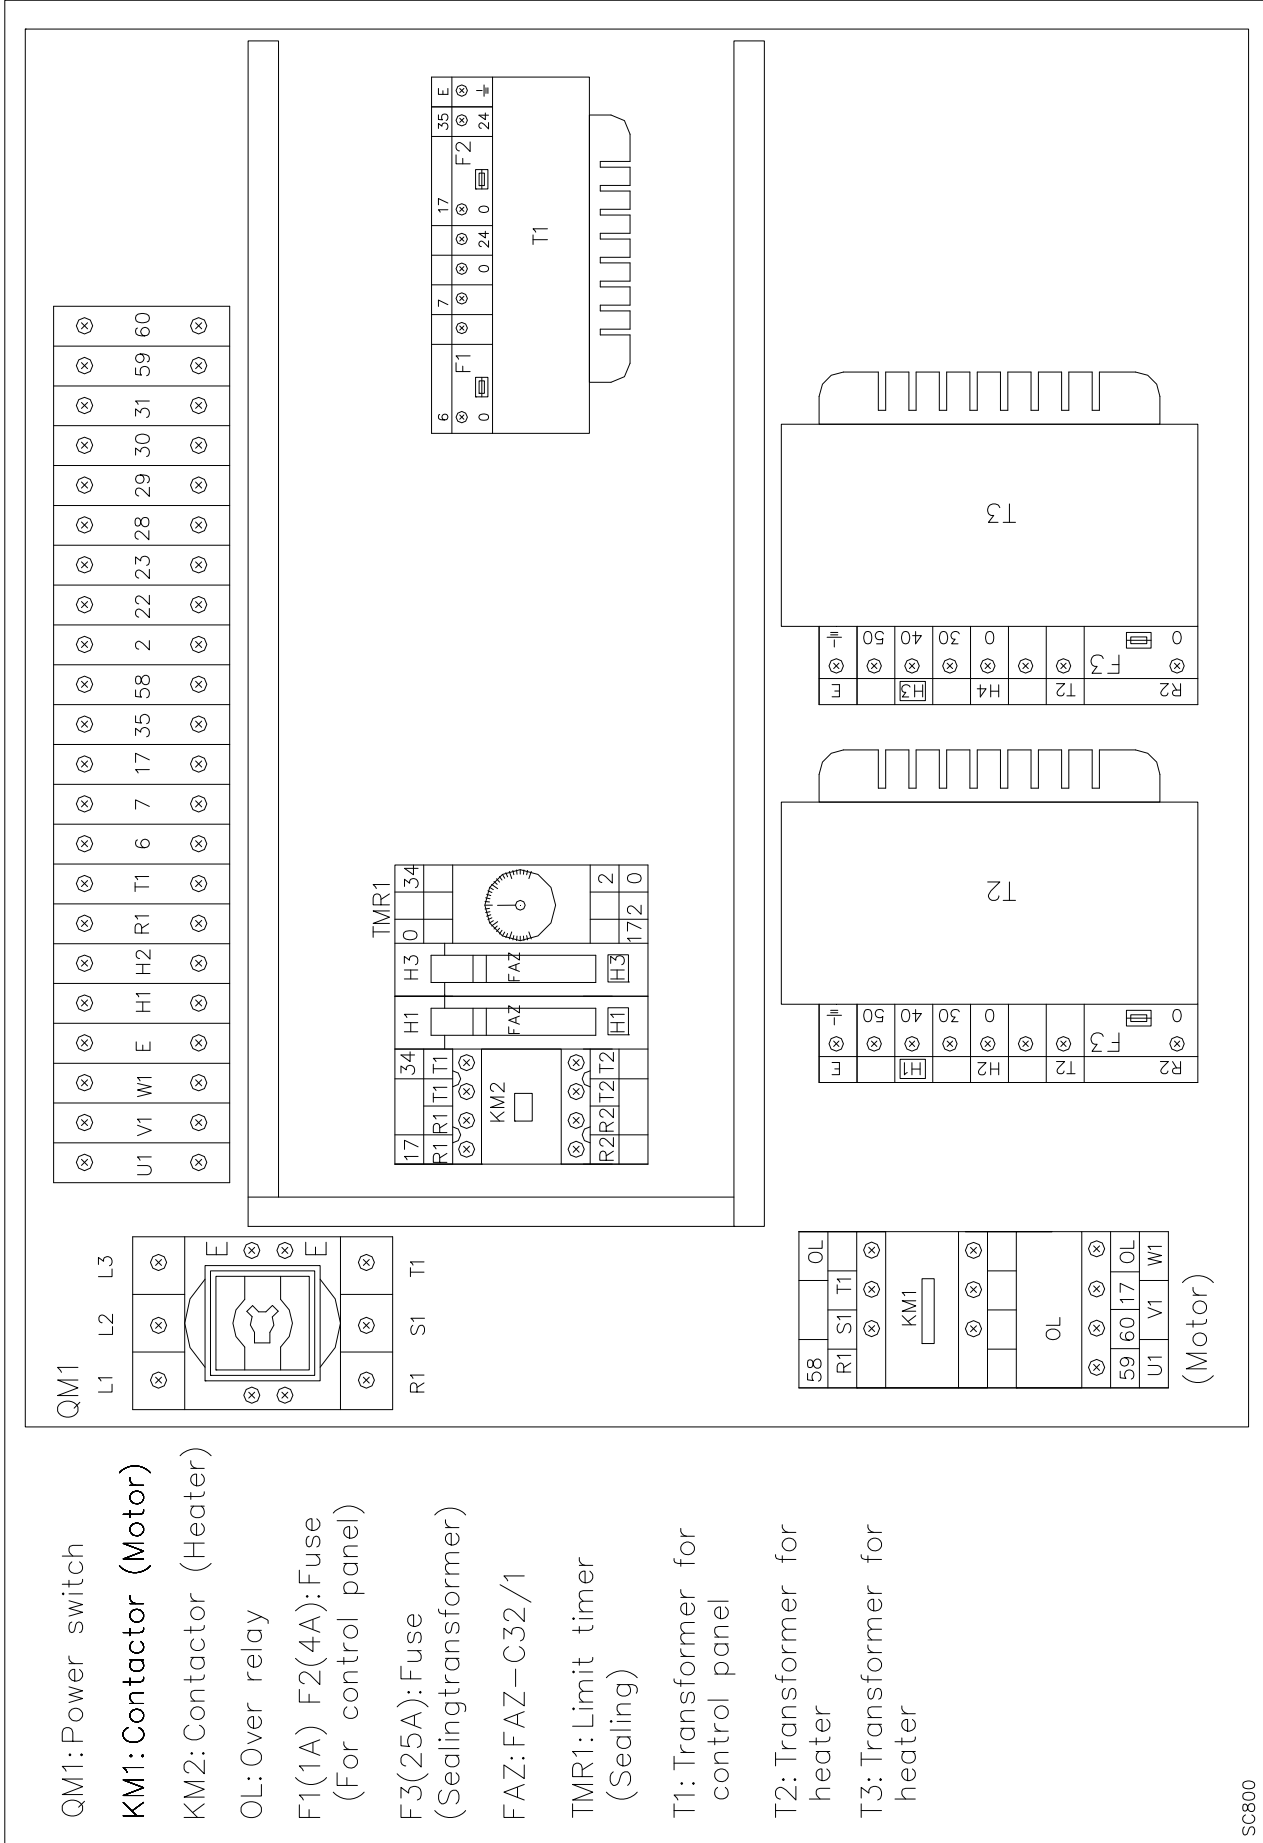 QM1:Power switch
KM1:Contactor (Motor)
KM2:Contactor (Heater)
OL:Over relay
F1(1A) F2(4A):Fuse
(For control panel)
F3(25A):Fuse
(Sealingtransformer)
FAZ:FAZ-C32/1
TMR1:Limit timer
(Sealing)
T1:Transformer for
control panel
T2:Transformer for
heater
T3:Transformer for
heater
SC800
QM1
L1 L2 L3
E E
R1 S1 T1
U1 V1 W1 E H1 H2 R1 T1 6 7 17 35 58 2 22 23 28 29 30 31 59 60
TMR1
17 34 H1 H3 0 34
R1 R1 T1 T1
KM2
FAZ FAZ
R2 R2 T2 T2 H1 H3 2
17 2 0
6 7 17 35 E
F1 F2
0 0 24 0 24
T1
58 OL
R1 S1 T1
KM1
OL
59 60 17 OL
U1 V1 W1
(Motor)
E H1 H2 T2 R2
F3
50 40 30 0 0
T2
E H3 H4 T2 R2
F3
50 40 30 0 0
T3